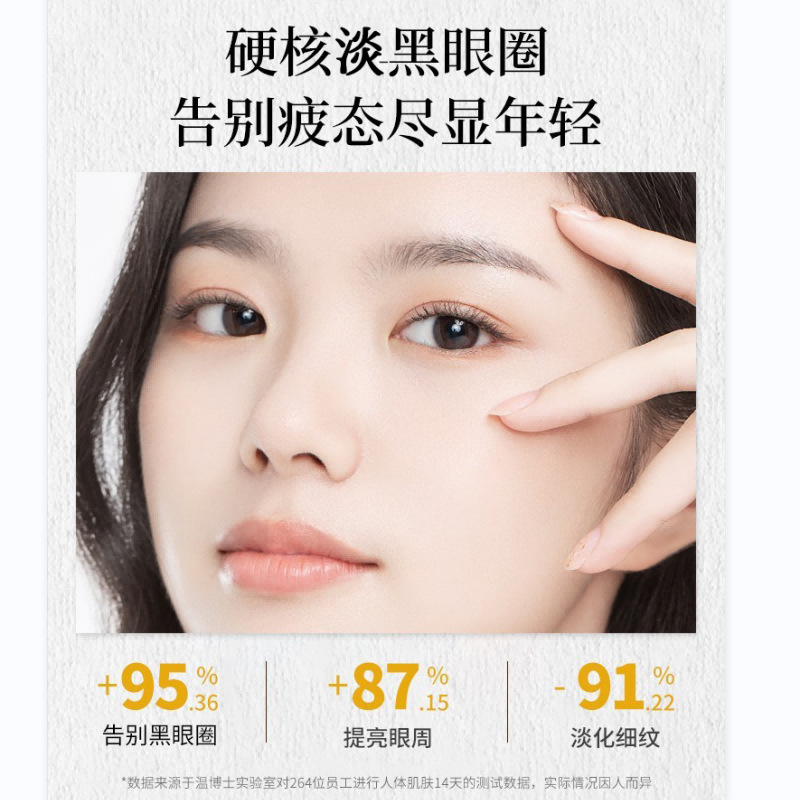 硬核淡黑眼圈
告别疲态尽显年轻
+95.36%
+87.15%
-91.22%
告别黑眼圈
提亮眼周
淡化细纹
*数据来源于温博士实验室对264位员工进行人体肌肤14天的测试数据，实际情况因人而异